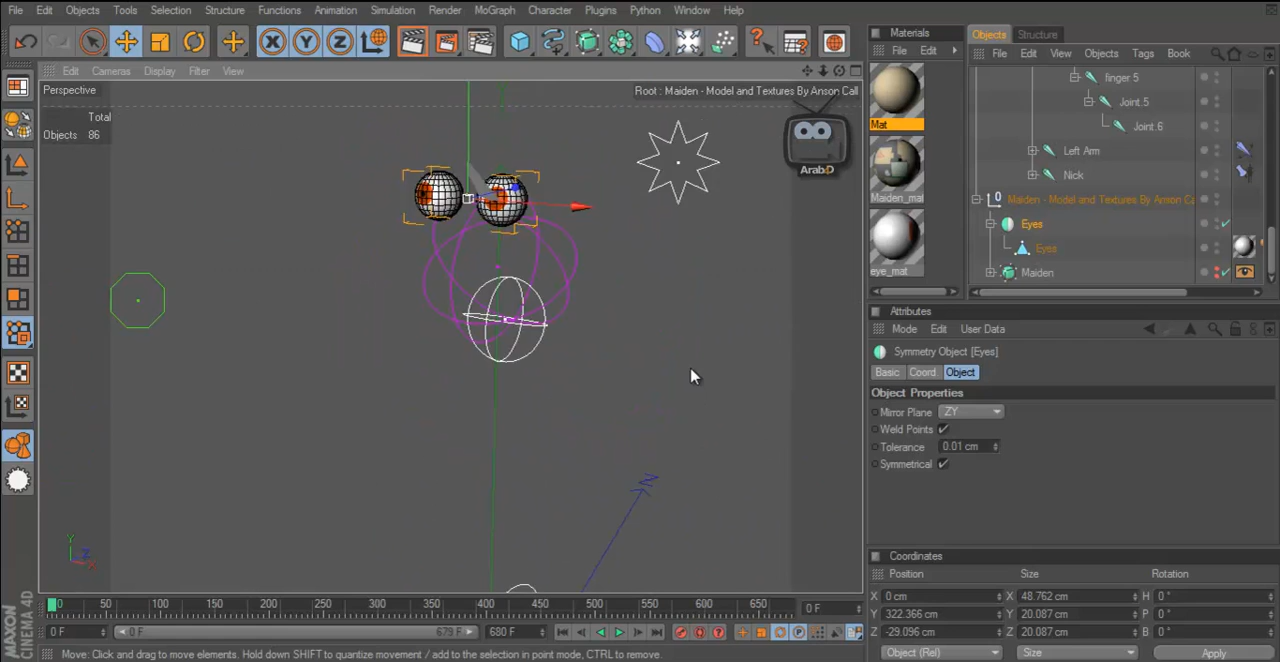 File Edit Objects Tools Selection Structure Functions Animation Simulation Render MoGraph Character Plugins Python Window Help
Edit Cameras Display Filter View
Perspective
Root : Maiden - Model and Textures By Anson Call
Total
Objects 86
ArabD
Y
Z
X
Z
Materials
File Edit
Mat
Maiden_mat
eye_mat
Objects Structure
File Edit View Objects Tags Book
finger 5
Joint.5
Joint.6
Left Arm
Nick
Maiden - Model and Textures By Anson Ca
Eyes
Eyes
Maiden
Attributes
Mode Edit User Data
Symmetry Object [Eyes]
Basic Coord Object
Object Properties
Mirror Plane ZY
Weld Points
Tolerance 0.01 cm
Symmetrical
Coordinates
Position Size Rotation
X 0 cm X 48.762 cm H 0 °
Y 322.366 cm Y 20.087 cm P 0 °
Z -29.096 cm Z 20.087 cm B 0 °
Object (Rel) Size Apply
0 50 100 150 200 250 300 350 400 450 500 550 600 650 0 F
0 F 0 F 679 F 680 F
MAXON
CINEMA 4D
Move: Click and drag to move elements. Hold down SHIFT to quantize movement / add to the selection in point mode, CTRL to remove.